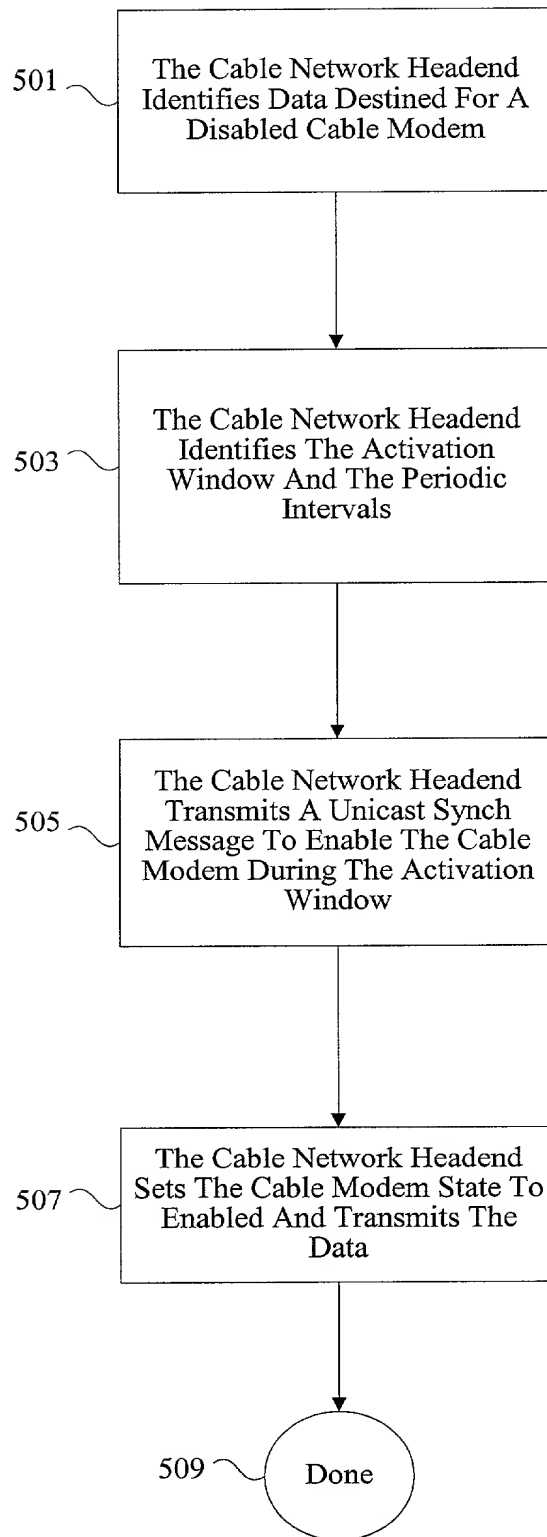 501
The Cable Network Headend
Identifies Data Destined For A
Disabled Cable Modem
503
The Cable Network Headend
Identifies The Activation
Window And The Periodic
Intervals
505
The Cable Network Headend
Transmits A Unicast Synch
Message To Enable The Cable
Modem During The Activation
Window
507
The Cable Network Headend
Sets The Cable Modem State To
Enabled And Transmits The
Data
509
Done